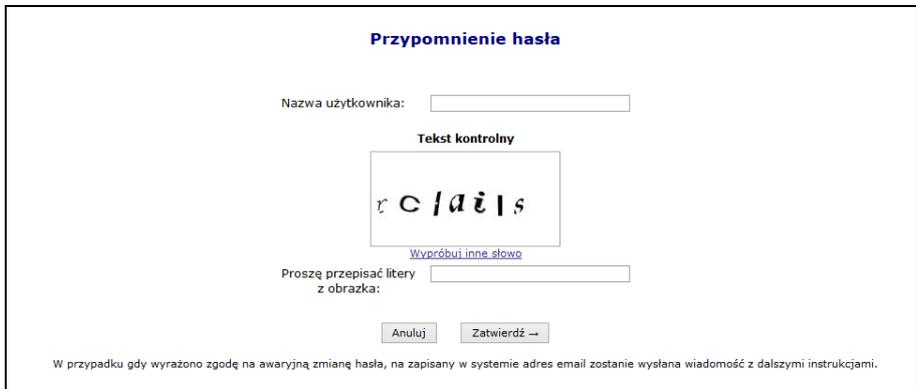 Przypomnienie hasła
Nazwa użytkownika:
Tekst kontrolny
Wypróbuj inne słowo
Proszę przepisać litery
z obrazka:
Anuluj Zatwierdź →
W przypadku gdy wyrażono zgodę na awaryjną zmianę hasła, na zapisany w systemie adres email zostanie wysłana wiadomość z dalszymi instrukcjami.